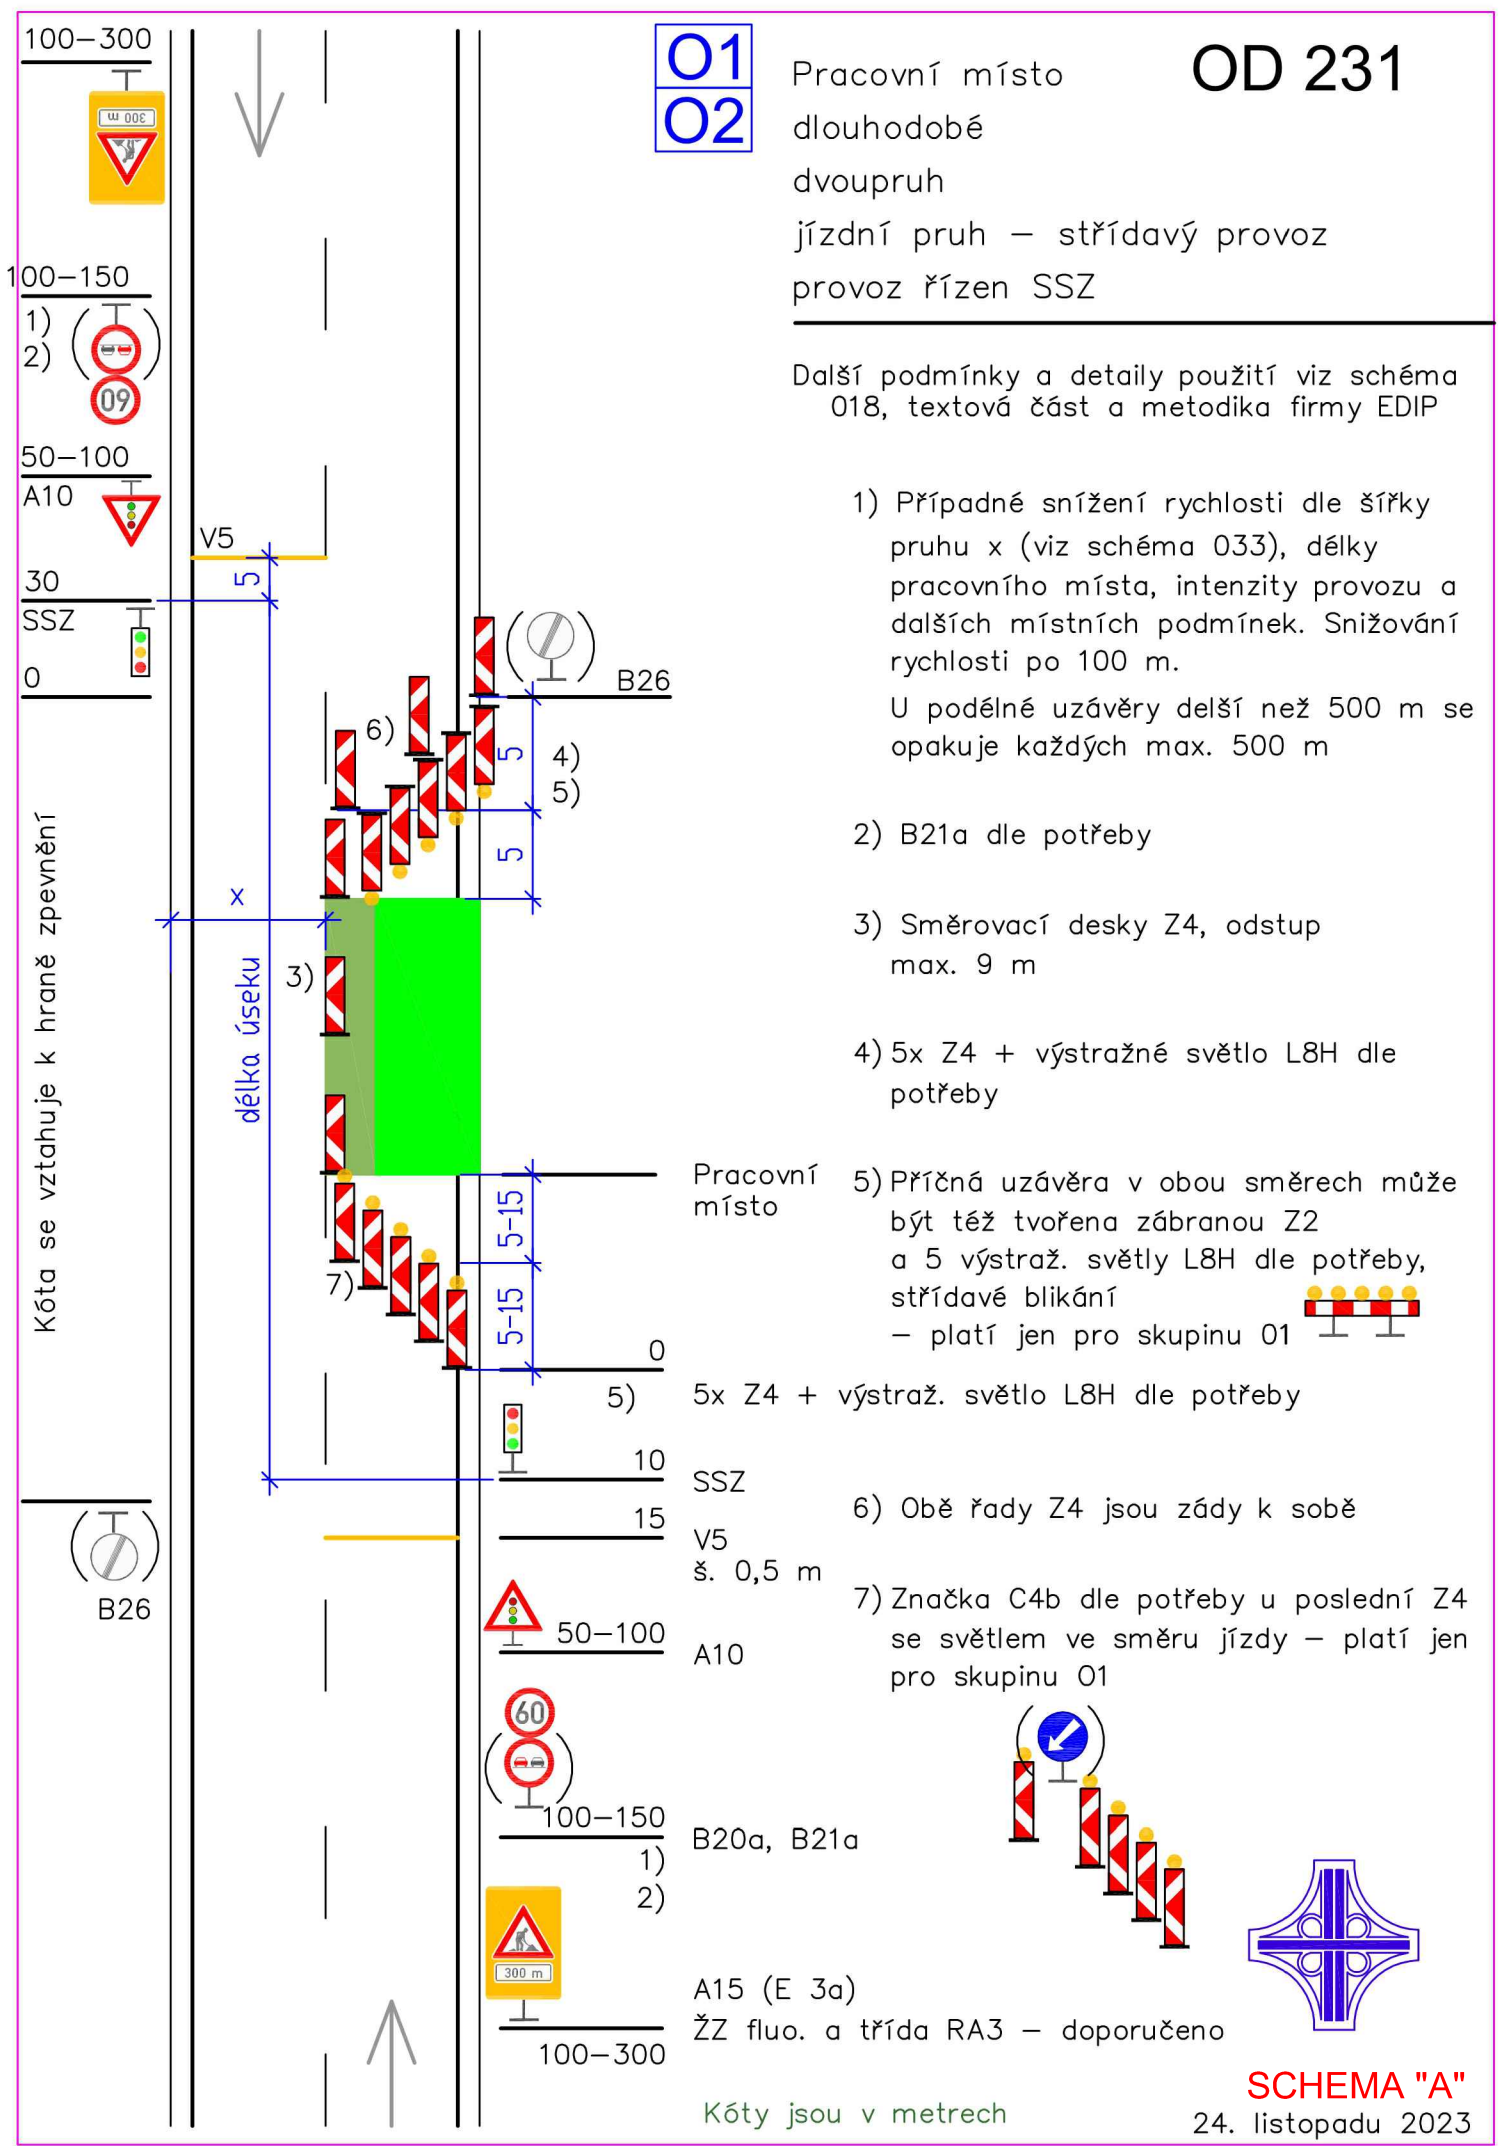 O1
O2
OD 231
Pracovní místo
dlouhodobé
dvoupruh
jízdní pruh – střídavý provoz
provoz řízen SSZ
Další podmínky a detaily použití viz schéma
018, textová část a metodika firmy EDIP
1) Případné snížení rychlosti dle šířky
pruhu x (viz schéma 033), délky
pracovního místa, intenzity provozu a
dalších místních podmínek. Snižování
rychlosti po 100 m.
U podélné uzávěry delší než 500 m se
opakuje každých max. 500 m
2) B21a dle potřeby
3) Směrovací desky Z4, odstup
max. 9 m
4) 5x Z4 + výstražné světlo L8H dle
potřeby
5) Příčná uzávěra v obou směrech může
být též tvořena zábranou Z2
a 5 výstraž. světly L8H dle potřeby,
střídavé blikání
– platí jen pro skupinu O1
6) Obě řady Z4 jsou zády k sobě
7) Značka C4b dle potřeby u poslední Z4
se světlem ve směru jízdy – platí jen
pro skupinu O1
100–300
300 m
100–150
1)
2)
60
50–100
A10
V5
5
30
SSZ
0
B26
6)
5
4)
5)
5
x
3)
délka úseku
Kóta se vztahuje k hraně zpevnění
Pracovní
místo
5–15
7)
5–15
0
5)
5x Z4 + výstraž. světlo L8H dle potřeby
10
SSZ
15
V5
š. 0,5 m
B26
50–100
A10
60
100–150
B20a, B21a
1)
2)
300 m
A15 (E 3a)
ŽZ fluo. a třída RA3 – doporučeno
100–300
Kóty jsou v metrech
SCHEMA "A"
24. listopadu 2023